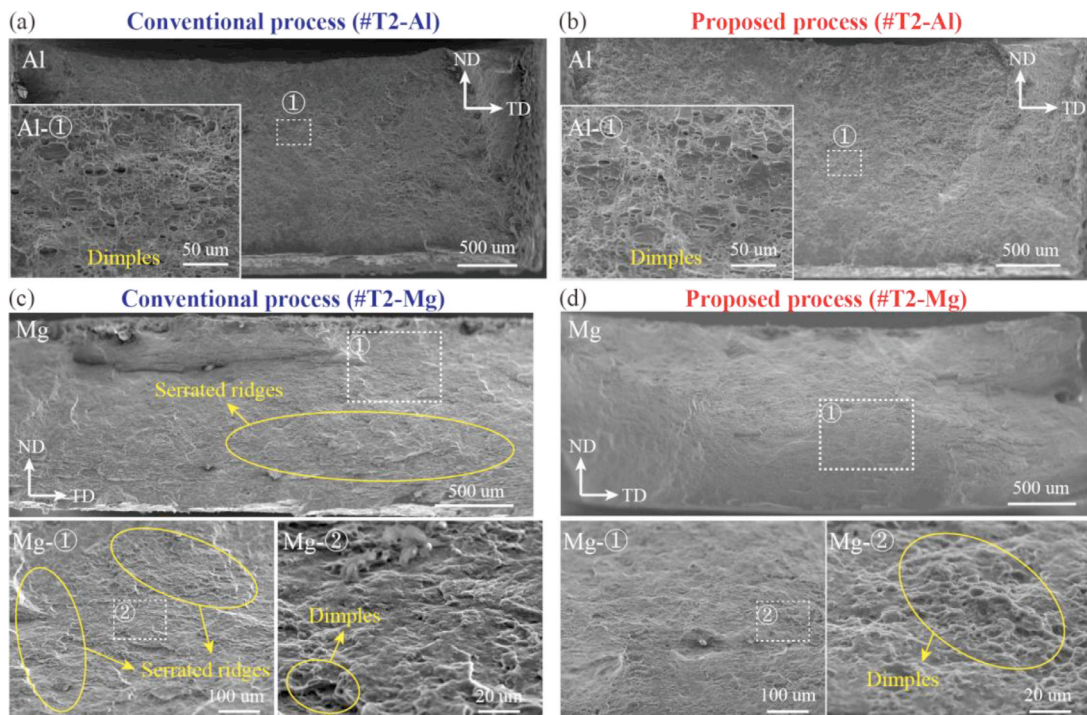 (a) Conventional process (#T2-Al)
Al
ND
TD
①
Al-①
Dimples
50 um
500 um
(b) Proposed process (#T2-Al)
Al
ND
TD
①
Al-①
Dimples
50 um
500 um
(c) Conventional process (#T2-Mg)
Mg
①
Serrated ridges
ND
TD
500 um
Mg-①
②
Serrated ridges
100 um
Mg-②
Dimples
20 um
(d) Proposed process (#T2-Mg)
Mg
①
ND
TD
500 um
Mg-①
②
100 um
Mg-②
Dimples
20 um